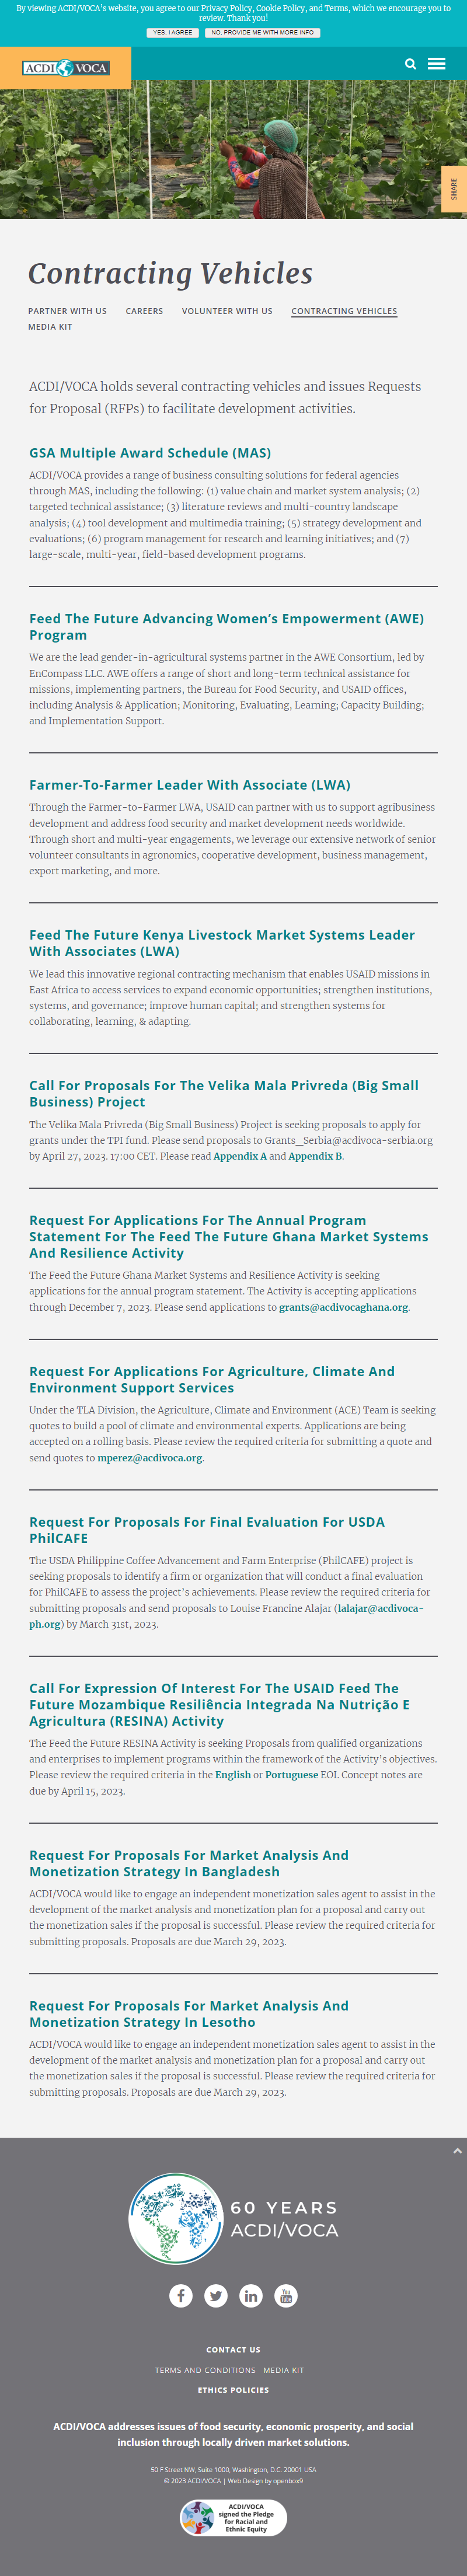 By viewing ACDI/VOCA's website, you agree to our Privacy Policy, Cookie Policy, and Terms, which we encourage you to
review. Thank you!
YES, I AGREE NO, PROVIDE ME WITH MORE INFO
ACDI VOCA
SHARE
Contracting Vehicles
PARTNER WITH US CAREERS VOLUNTEER WITH US CONTRACTING VEHICLES
MEDIA KIT
ACDI/VOCA holds several contracting vehicles and issues Requests
for Proposal (RFPs) to facilitate development activities.
GSA Multiple Award Schedule (MAS)
ACDI/VOCA provides a range of business consulting solutions for federal agencies
through MAS, including the following: (1) value chain and market system analysis; (2)
targeted technical assistance; (3) literature reviews and multi-country landscape
analysis; (4) tool development and multimedia training; (5) strategy development and
evaluations; (6) program management for research and learning initiatives; and (7)
large-scale, multi-year, field-based development programs.
Feed The Future Advancing Women's Empowerment (AWE)
Program
We are the lead gender-in-agricultural systems partner in the AWE Consortium, led by
EnCompass LLC. AWE offers a range of short and long-term technical assistance for
missions, implementing partners, the Bureau for Food Security, and USAID offices,
including Analysis & Application; Monitoring, Evaluating, Learning; Capacity Building;
and Implementation Support.
Farmer-To-Farmer Leader With Associate (LWA)
Through the Farmer-to-Farmer LWA, USAID can partner with us to support agribusiness
development and address food security and market development needs worldwide.
Through short and multi-year engagements, we leverage our extensive network of senior
volunteer consultants in agronomics, cooperative development, business management,
export marketing, and more.
Feed The Future Kenya Livestock Market Systems Leader
With Associates (LWA)
We lead this innovative regional contracting mechanism that enables USAID missions in
East Africa to access services to expand economic opportunities; strengthen institutions,
systems, and governance; improve human capital; and strengthen systems for
collaborating, learning, & adapting.
Call For Proposals For The Velika Mala Privreda (Big Small
Business) Project
The Velika Mala Privreda (Big Small Business) Project is seeking proposals to apply for
grants under the TPI fund. Please send proposals to Grants_Serbia@acdivoca-serbia.org
by April 27, 2023. 17:00 CET. Please read Appendix A and Appendix B.
Request For Applications For The Annual Program
Statement For The Feed The Future Ghana Market Systems
And Resilience Activity
The Feed the Future Ghana Market Systems and Resilience Activity is seeking
applications for the annual program statement. The Activity is accepting applications
through December 7, 2023. Please send applications to grants@acdivocaghana.org.
Request For Applications For Agriculture, Climate And
Environment Support Services
Under the TLA Division, the Agriculture, Climate and Environment (ACE) Team is seeking
quotes to build a pool of climate and environmental experts. Applications are being
accepted on a rolling basis. Please review the required criteria for submitting a quote and
send quotes to mperez@acdivoca.org.
Request For Proposals For Final Evaluation For USDA
PhilCAFE
The USDA Philippine Coffee Advancement and Farm Enterprise (PhilCAFE) project is
seeking proposals to identify a firm or organization that will conduct a final evaluation
for PhilCAFE to assess the project's achievements. Please review the required criteria for
submitting proposals and send proposals to Louise Francine Alajar (lalajar@acdivoca-
ph.org) by March 31st, 2023.
Call For Expression Of Interest For The USAID Feed The
Future Mozambique Resiliência Integrada Na Nutrição E
Agricultura (RESINA) Activity
The Feed the Future RESINA Activity is seeking Proposals from qualified organizations
and enterprises to implement programs within the framework of the Activity's objectives.
Please review the required criteria in the English or Portuguese EOI. Concept notes are
due by April 15, 2023.
Request For Proposals For Market Analysis And
Monetization Strategy In Bangladesh
ACDI/VOCA would like to engage an independent monetization sales agent to assist in the
development of the market analysis and monetization plan for a proposal and carry out
the monetization sales if the proposal is successful. Please review the required criteria for
submitting proposals. Proposals are due March 29, 2023.
Request For Proposals For Market Analysis And
Monetization Strategy In Lesotho
ACDI/VOCA would like to engage an independent monetization sales agent to assist in the
development of the market analysis and monetization plan for a proposal and carry out
the monetization sales if the proposal is successful. Please review the required criteria for
submitting proposals. Proposals are due March 29, 2023.
60 YEARS
ACDI/VOCA
You
Tube
CONTACT US
TERMS AND CONDITIONS MEDIA KIT
ETHICS POLICIES
ACDI/VOCA addresses issues of food security, economic prosperity, and social
inclusion through locally driven market solutions.
50 F Street NW, Suite 1000, Washington, D.C. 20001 USA
© 2023 ACDI/VOCA | Web Design by openbox9
ACDI/VOCA
signed the Pledge
for Racial and
Ethnic Equity